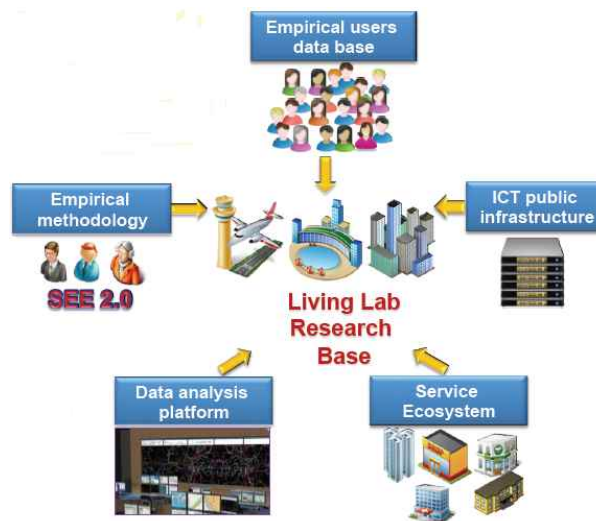 Empirical users
data base
Empirical
methodology
SEE 2.0
ICT public
infrastructure
Living Lab
Research
Base
Data analysis
platform
Service
Ecosystem